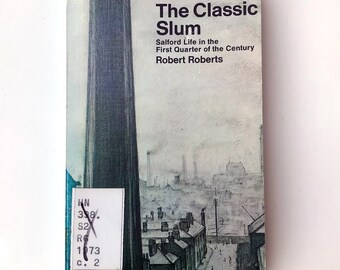 The Classic
Slum
Salford Life in the
First Quarter of the Century
Robert Roberts
HN
398.
S2
R6
1973
c. 2